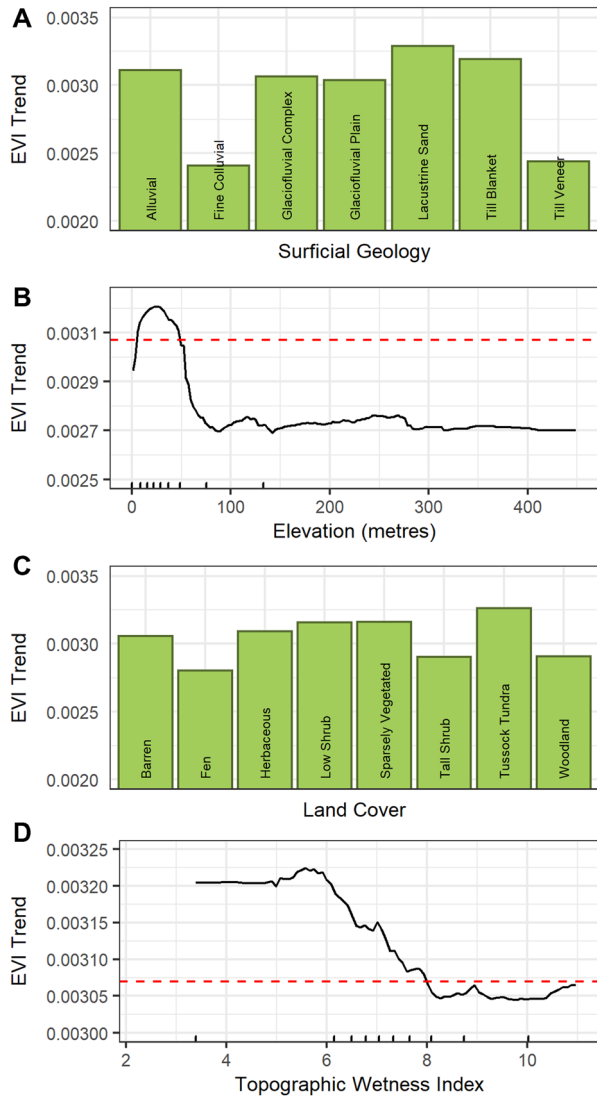 A
EVI Trend
0.0035
0.0030
0.0025
0.0020
Alluvial
Fine Colluvial
Glaciofluvial Complex
Glaciofluvial Plain
Lacustrine Sand
Till Blanket
Till Veneer
Surficial Geology
B
EVI Trend
0.0031
0.0029
0.0027
0.0025
0 100 200 300 400
Elevation (metres)
C
EVI Trend
0.0035
0.0030
0.0025
0.0020
Barren
Fen
Herbaceous
Low Shrub
Sparsely Vegetated
Tall Shrub
Tussock Tundra
Woodland
Land Cover
D
EVI Trend
0.00325
0.00320
0.00315
0.00310
0.00305
0.00300
2 4 6 8 10
Topographic Wetness Index